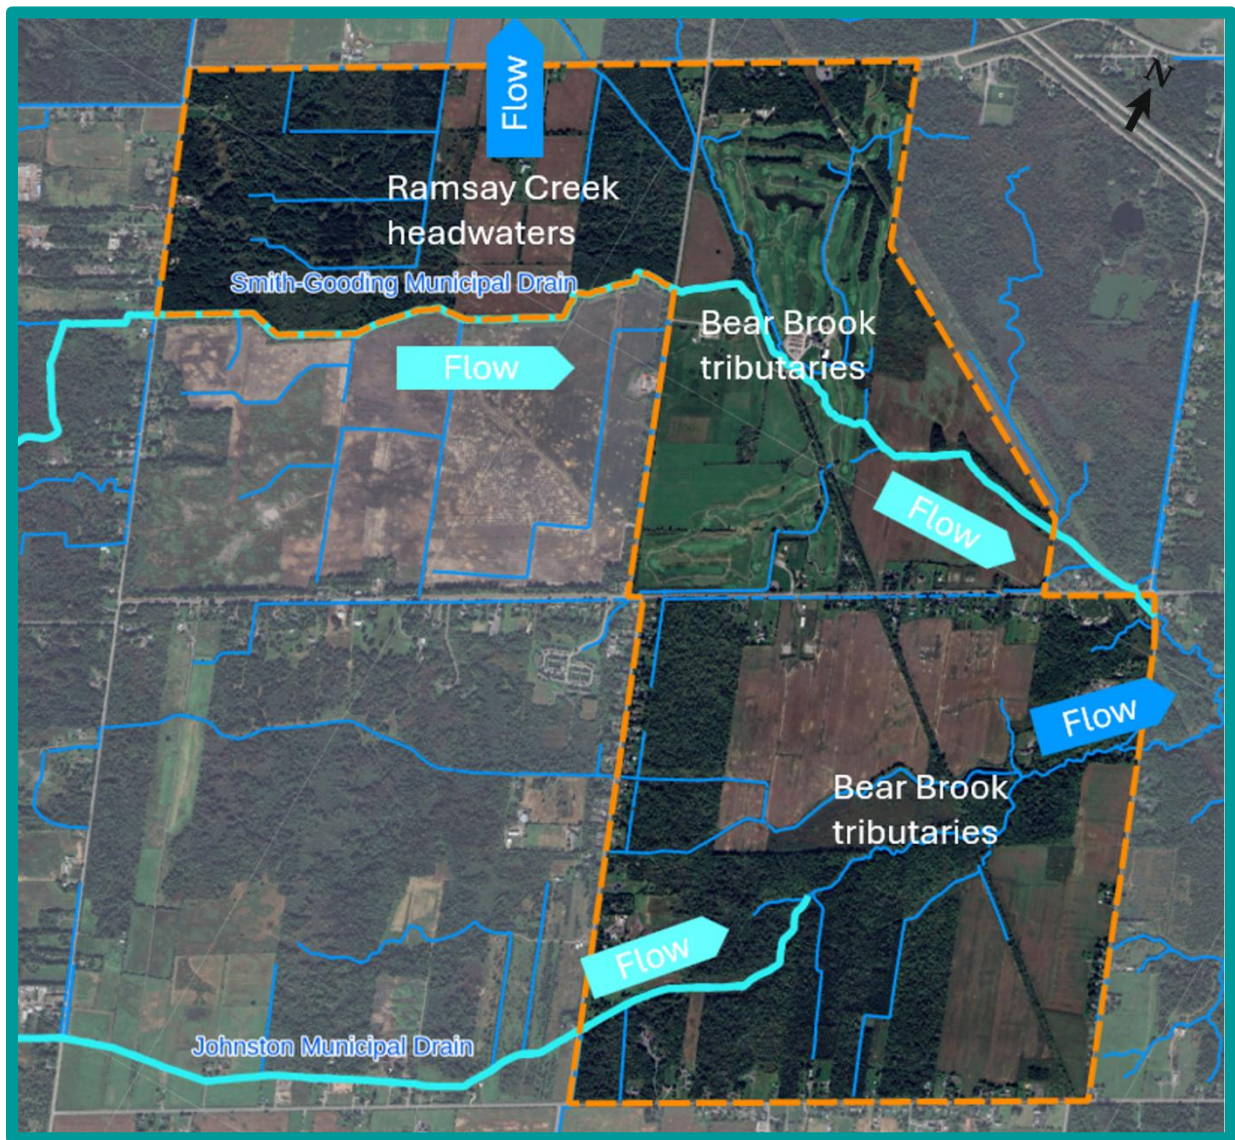 Flow
N
Ramsay Creek
headwaters
Smith-Gooding Municipal Drain
Bear Brook
tributaries
Flow
Flow
Flow
Bear Brook
tributaries
Flow
Johnston Municipal Drain